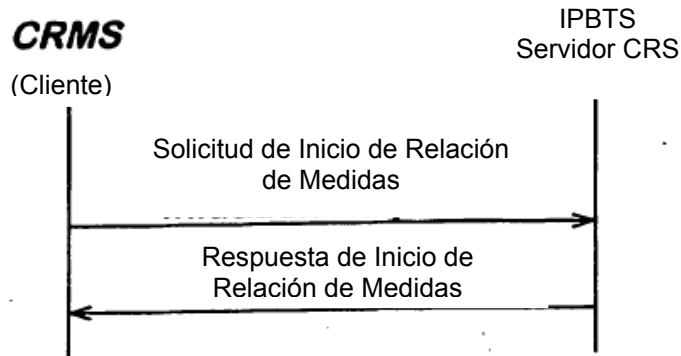 CRMS
(Cliente)
IPBTS
Servidor CRS
Solicitud de Inicio de Relación
de Medidas
Respuesta de Inicio de
Relación de Medidas